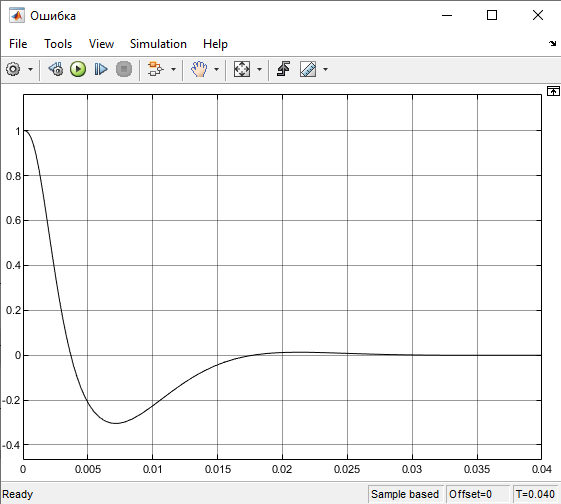 Ошибка
File Tools View Simulation Help
1
0.8
0.6
0.4
0.2
0
-0.2
-0.4
0 0.005 0.01 0.015 0.02 0.025 0.03 0.035 0.04
Ready Sample based Offset=0 T=0.040